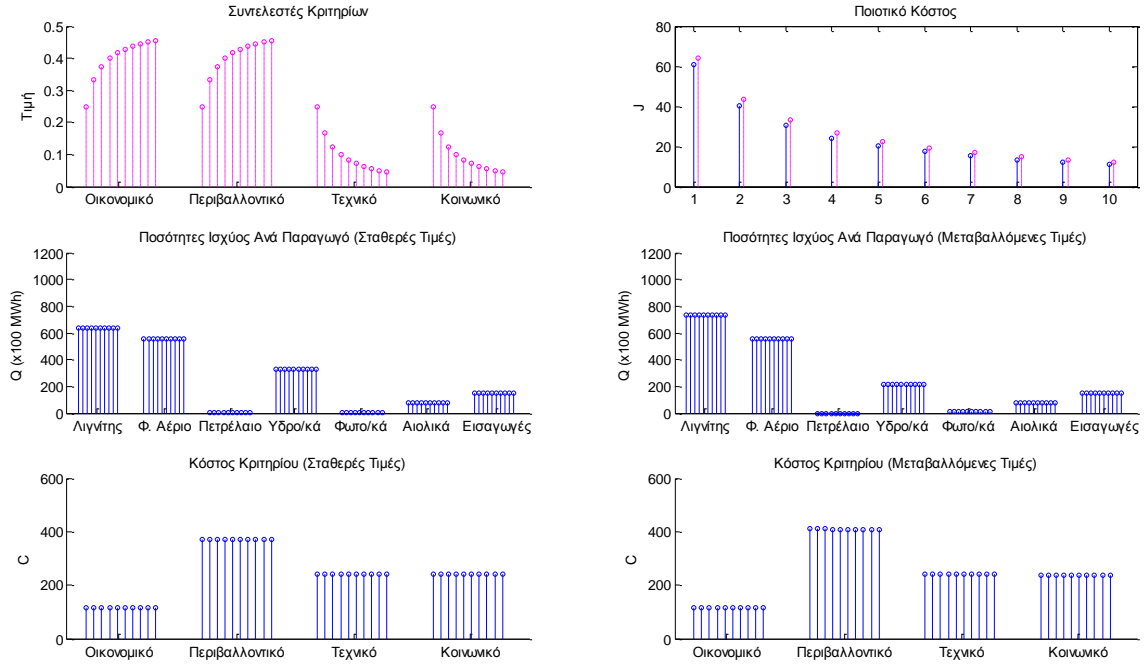 Συντελεστές Κριτηρίων
Τιμή
0.5
0.4
0.3
0.2
0.1
0
Οικονομικό Περιβαλλοντικό Τεχνικό Κοινωνικό
Ποιοτικό Κόστος
J
80
60
40
20
0
1 2 3 4 5 6 7 8 9 10
Ποσότητες Ισχύος Ανά Παραγωγό (Σταθερές Τιμές)
Q (x100 MWh)
1200
1000
800
600
400
200
0
Λιγνίτης Φ. Αέριο Πετρέλαιο Υδρο/κά Φωτο/κά Αιολικά Εισαγωγές
Ποσότητες Ισχύος Ανά Παραγωγό (Μεταβαλλόμενες Τιμές)
Q (x100 MWh)
1200
1000
800
600
400
200
0
Λιγνίτης Φ. Αέριο Πετρέλαιο Υδρο/κά Φωτο/κά Αιολικά Εισαγωγές
Κόστος Κριτηρίου (Σταθερές Τιμές)
C
600
400
200
0
Οικονομικό Περιβαλλοντικό Τεχνικό Κοινωνικό
Κόστος Κριτηρίου (Μεταβαλλόμενες Τιμές)
C
600
400
200
0
Οικονομικό Περιβαλλοντικό Τεχνικό Κοινωνικό